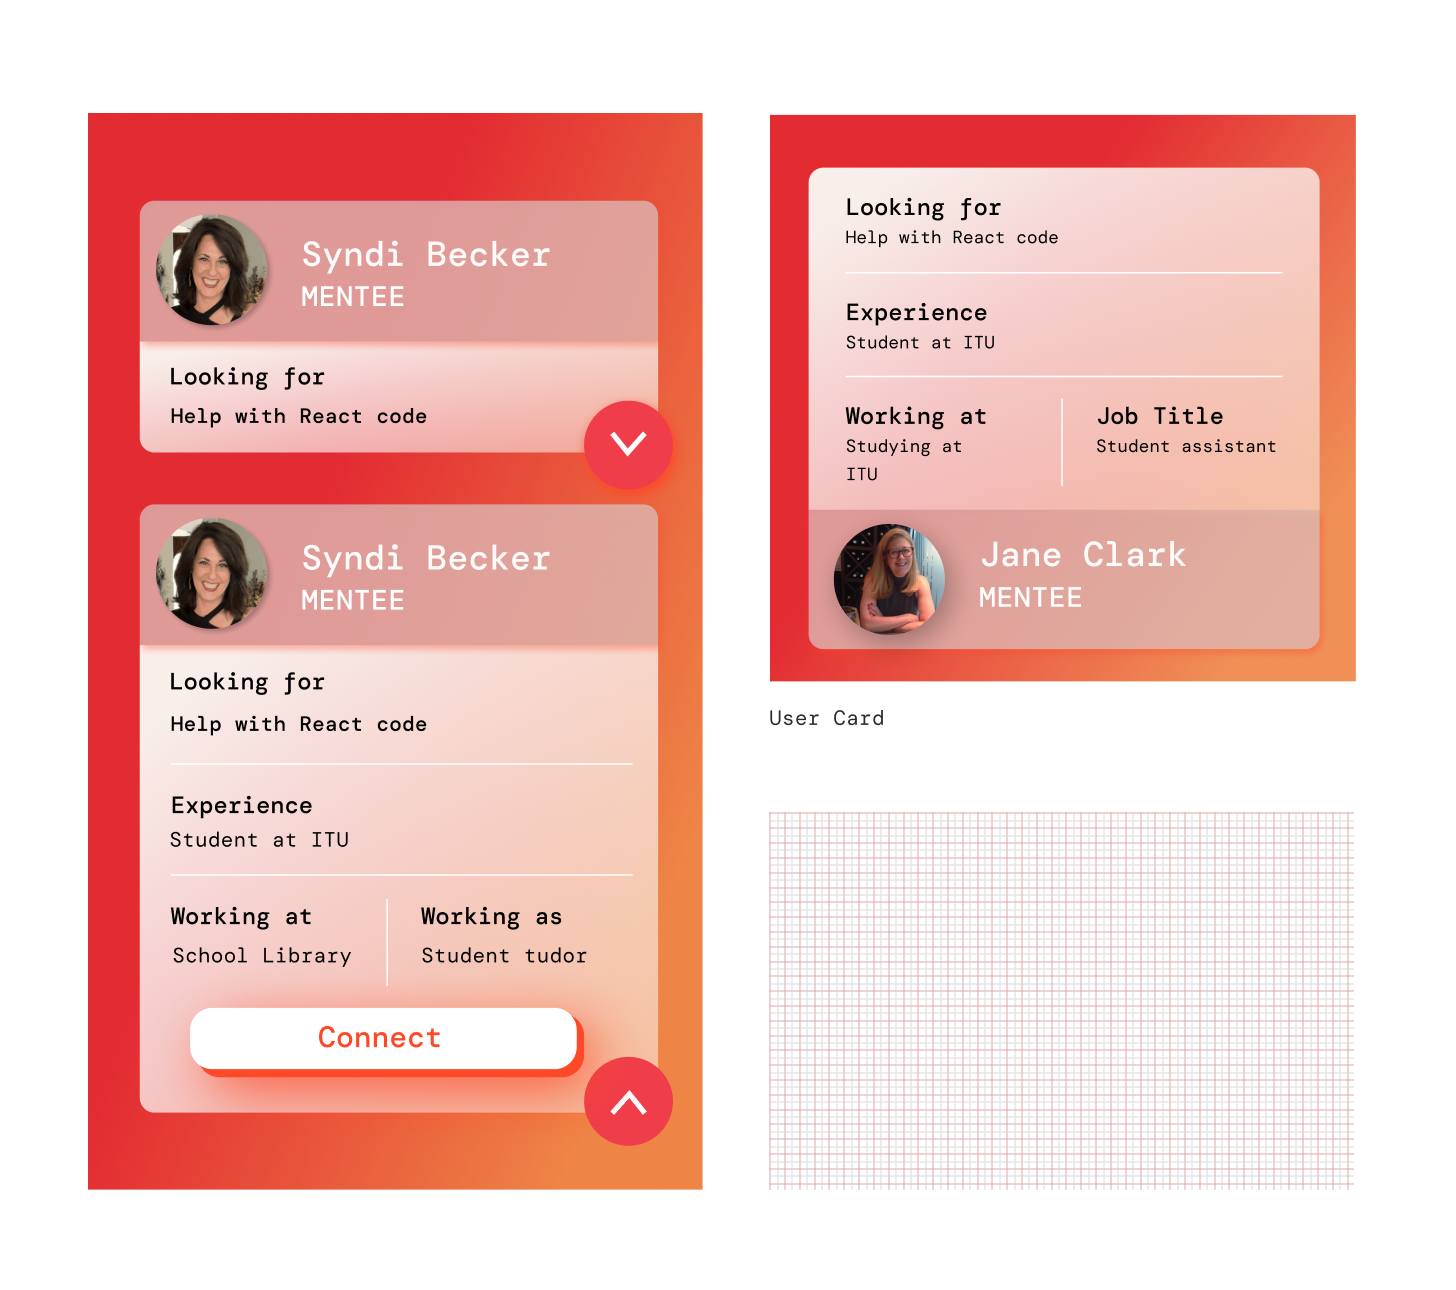 Syndi Becker
MENTEE
Looking for
Help with React code
Syndi Becker
MENTEE
Looking for
Help with React code
Experience
Student at ITU
Working at
School Library
Working as
Student tudor
Connect
Looking for
Help with React code
Experience
Student at ITU
Working at
Studying at
ITU
Job Title
Student assistant
Jane Clark
MENTEE
User Card